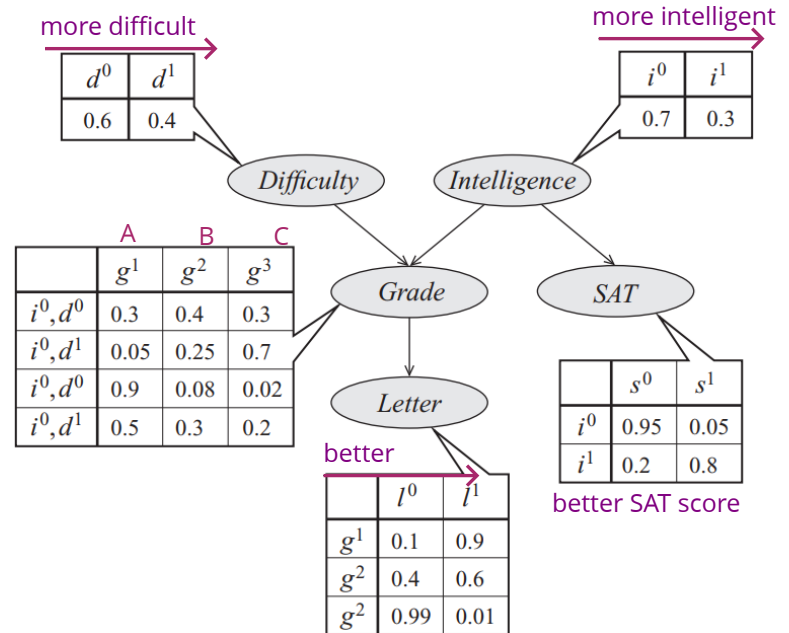 more difficult
more intelligent
d⁰ d¹
0.6 0.4
i⁰ i¹
0.7 0.3
Difficulty
Intelligence
A B C
g¹ g² g³
i⁰,d⁰ 0.3 0.4 0.3
i⁰,d¹ 0.05 0.25 0.7
i⁰,d⁰ 0.9 0.08 0.02
i⁰,d¹ 0.5 0.3 0.2
Grade
SAT
Letter
s⁰ s¹
i⁰ 0.95 0.05
i¹ 0.2 0.8
better SAT score
better
l⁰ l¹
g¹ 0.1 0.9
g² 0.4 0.6
g² 0.99 0.01